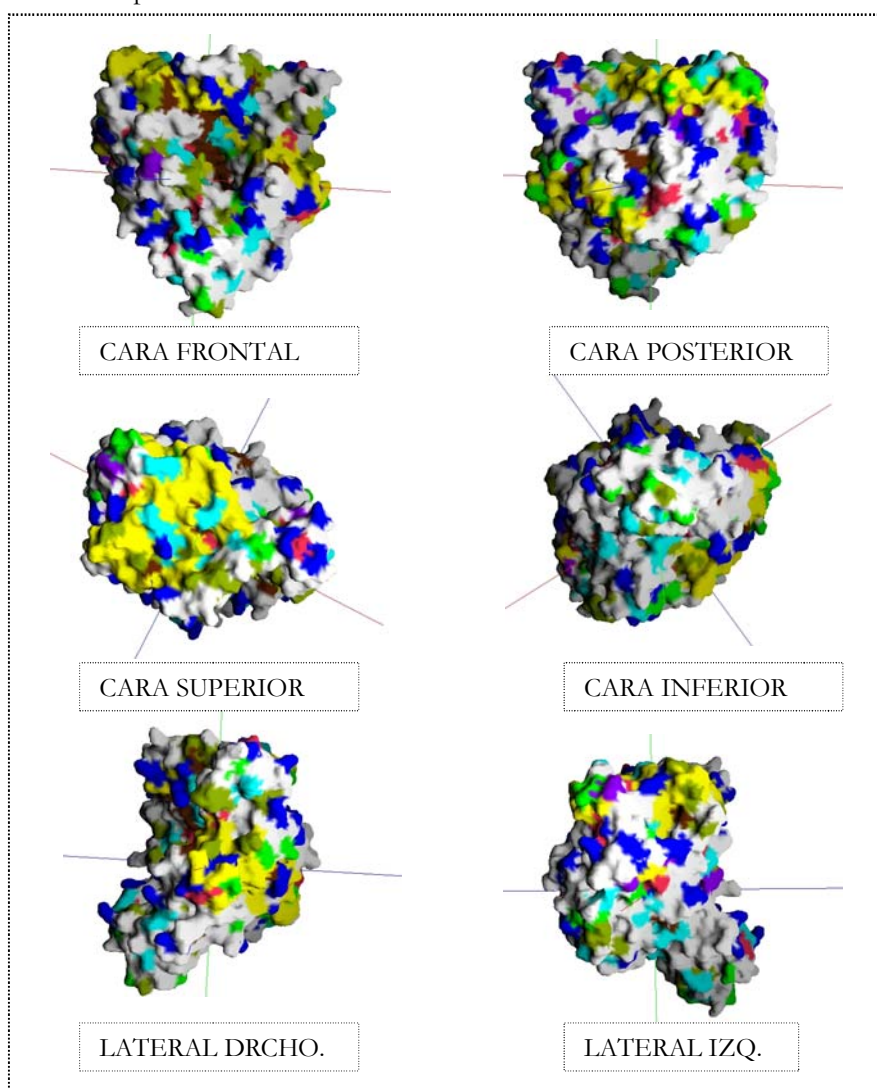 CARA FRONTAL
CARA POSTERIOR
CARA SUPERIOR
CARA INFERIOR
LATERAL DRCHO.
LATERAL IZQ.